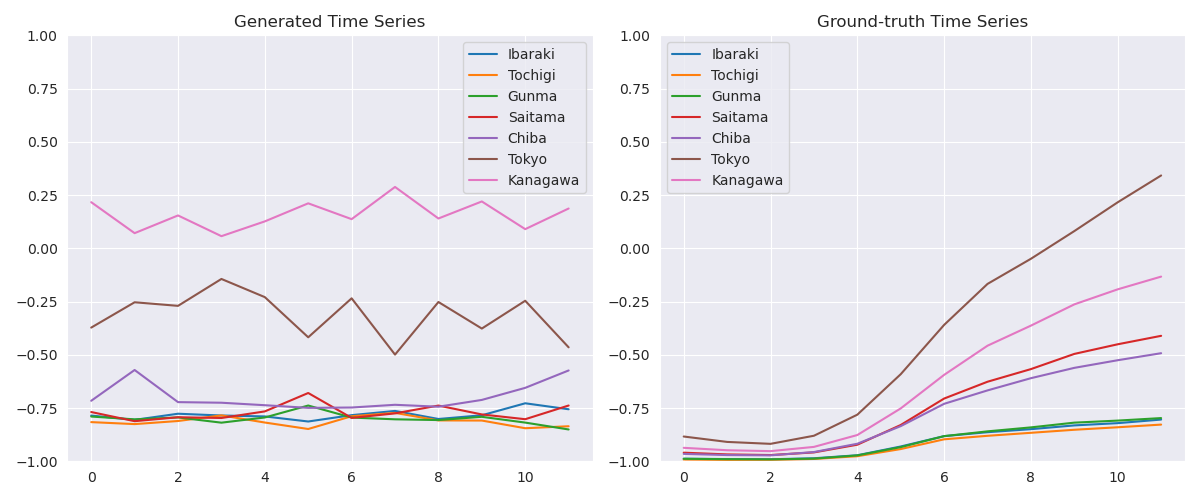 Generated Time Series
1.00
0.75
0.50
0.25
0.00
−0.25
−0.50
−0.75
−1.00
0 2 4 6 8 10
Ibaraki
Tochigi
Gunma
Saitama
Chiba
Tokyo
Kanagawa
Ground-truth Time Series
1.00
0.75
0.50
0.25
0.00
−0.25
−0.50
−0.75
−1.00
0 2 4 6 8 10
Ibaraki
Tochigi
Gunma
Saitama
Chiba
Tokyo
Kanagawa